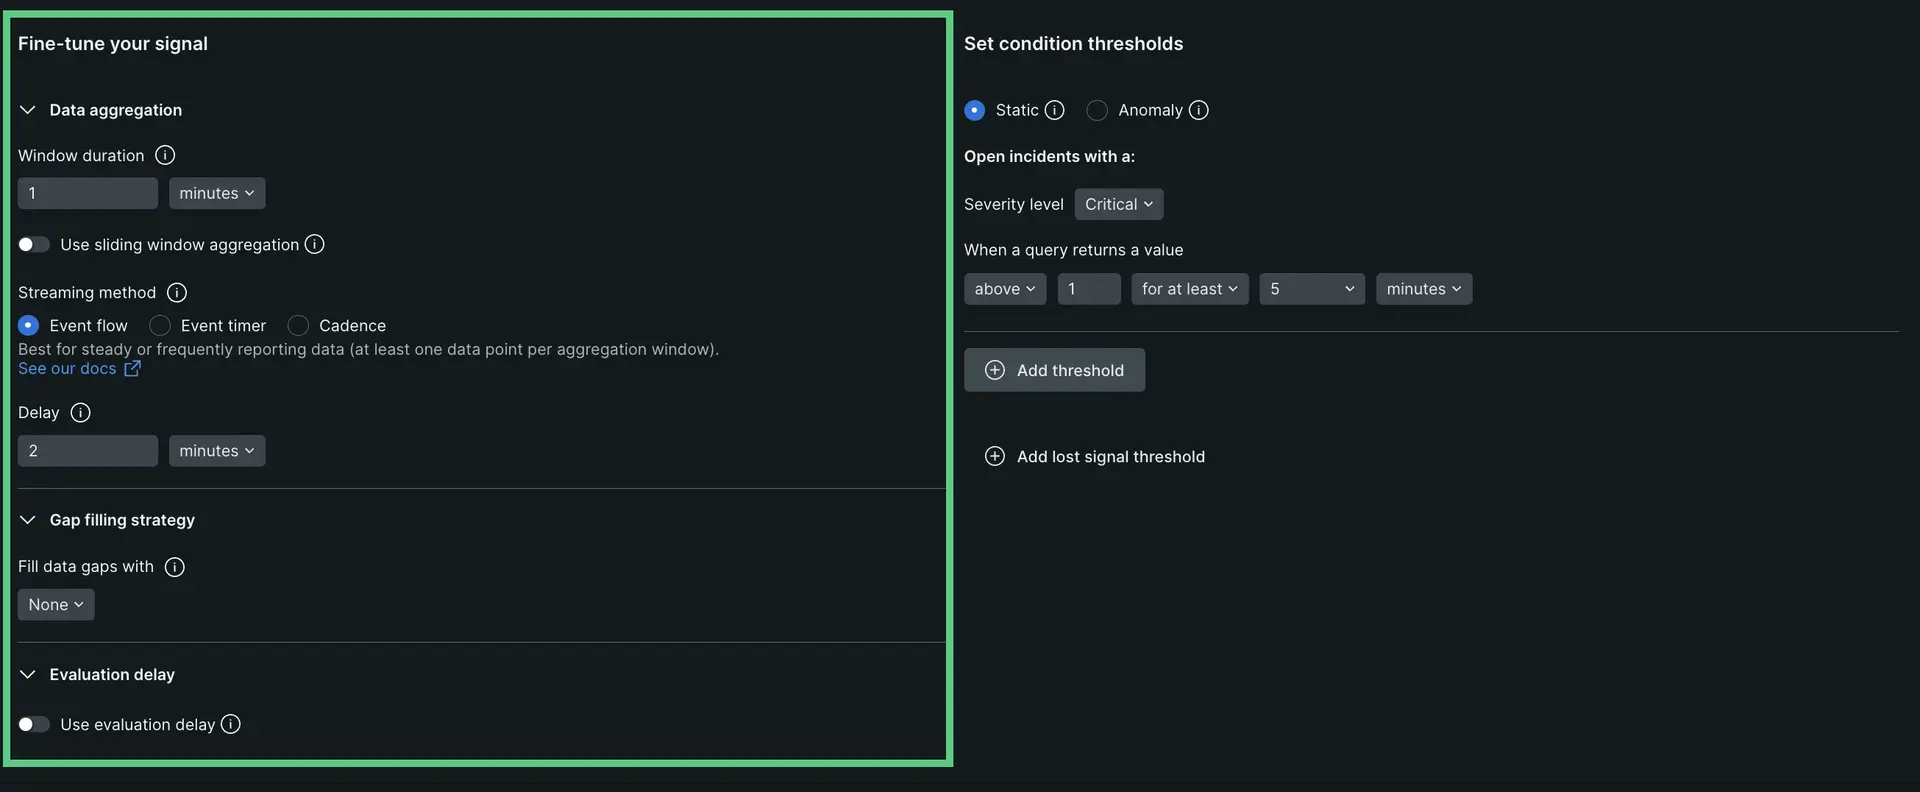 Fine-tune your signal
Data aggregation
Window duration
1 minutes
Use sliding window aggregation
Streaming method
Event flow Event timer Cadence
Best for steady or frequently reporting data (at least one data point per aggregation window).
See our docs
Delay
2 minutes
Gap filling strategy
Fill data gaps with
None
Evaluation delay
Use evaluation delay
Set condition thresholds
Static Anomaly
Open incidents with a:
Severity level Critical
When a query returns a value
above 1 for at least 5 minutes
Add threshold
Add lost signal threshold